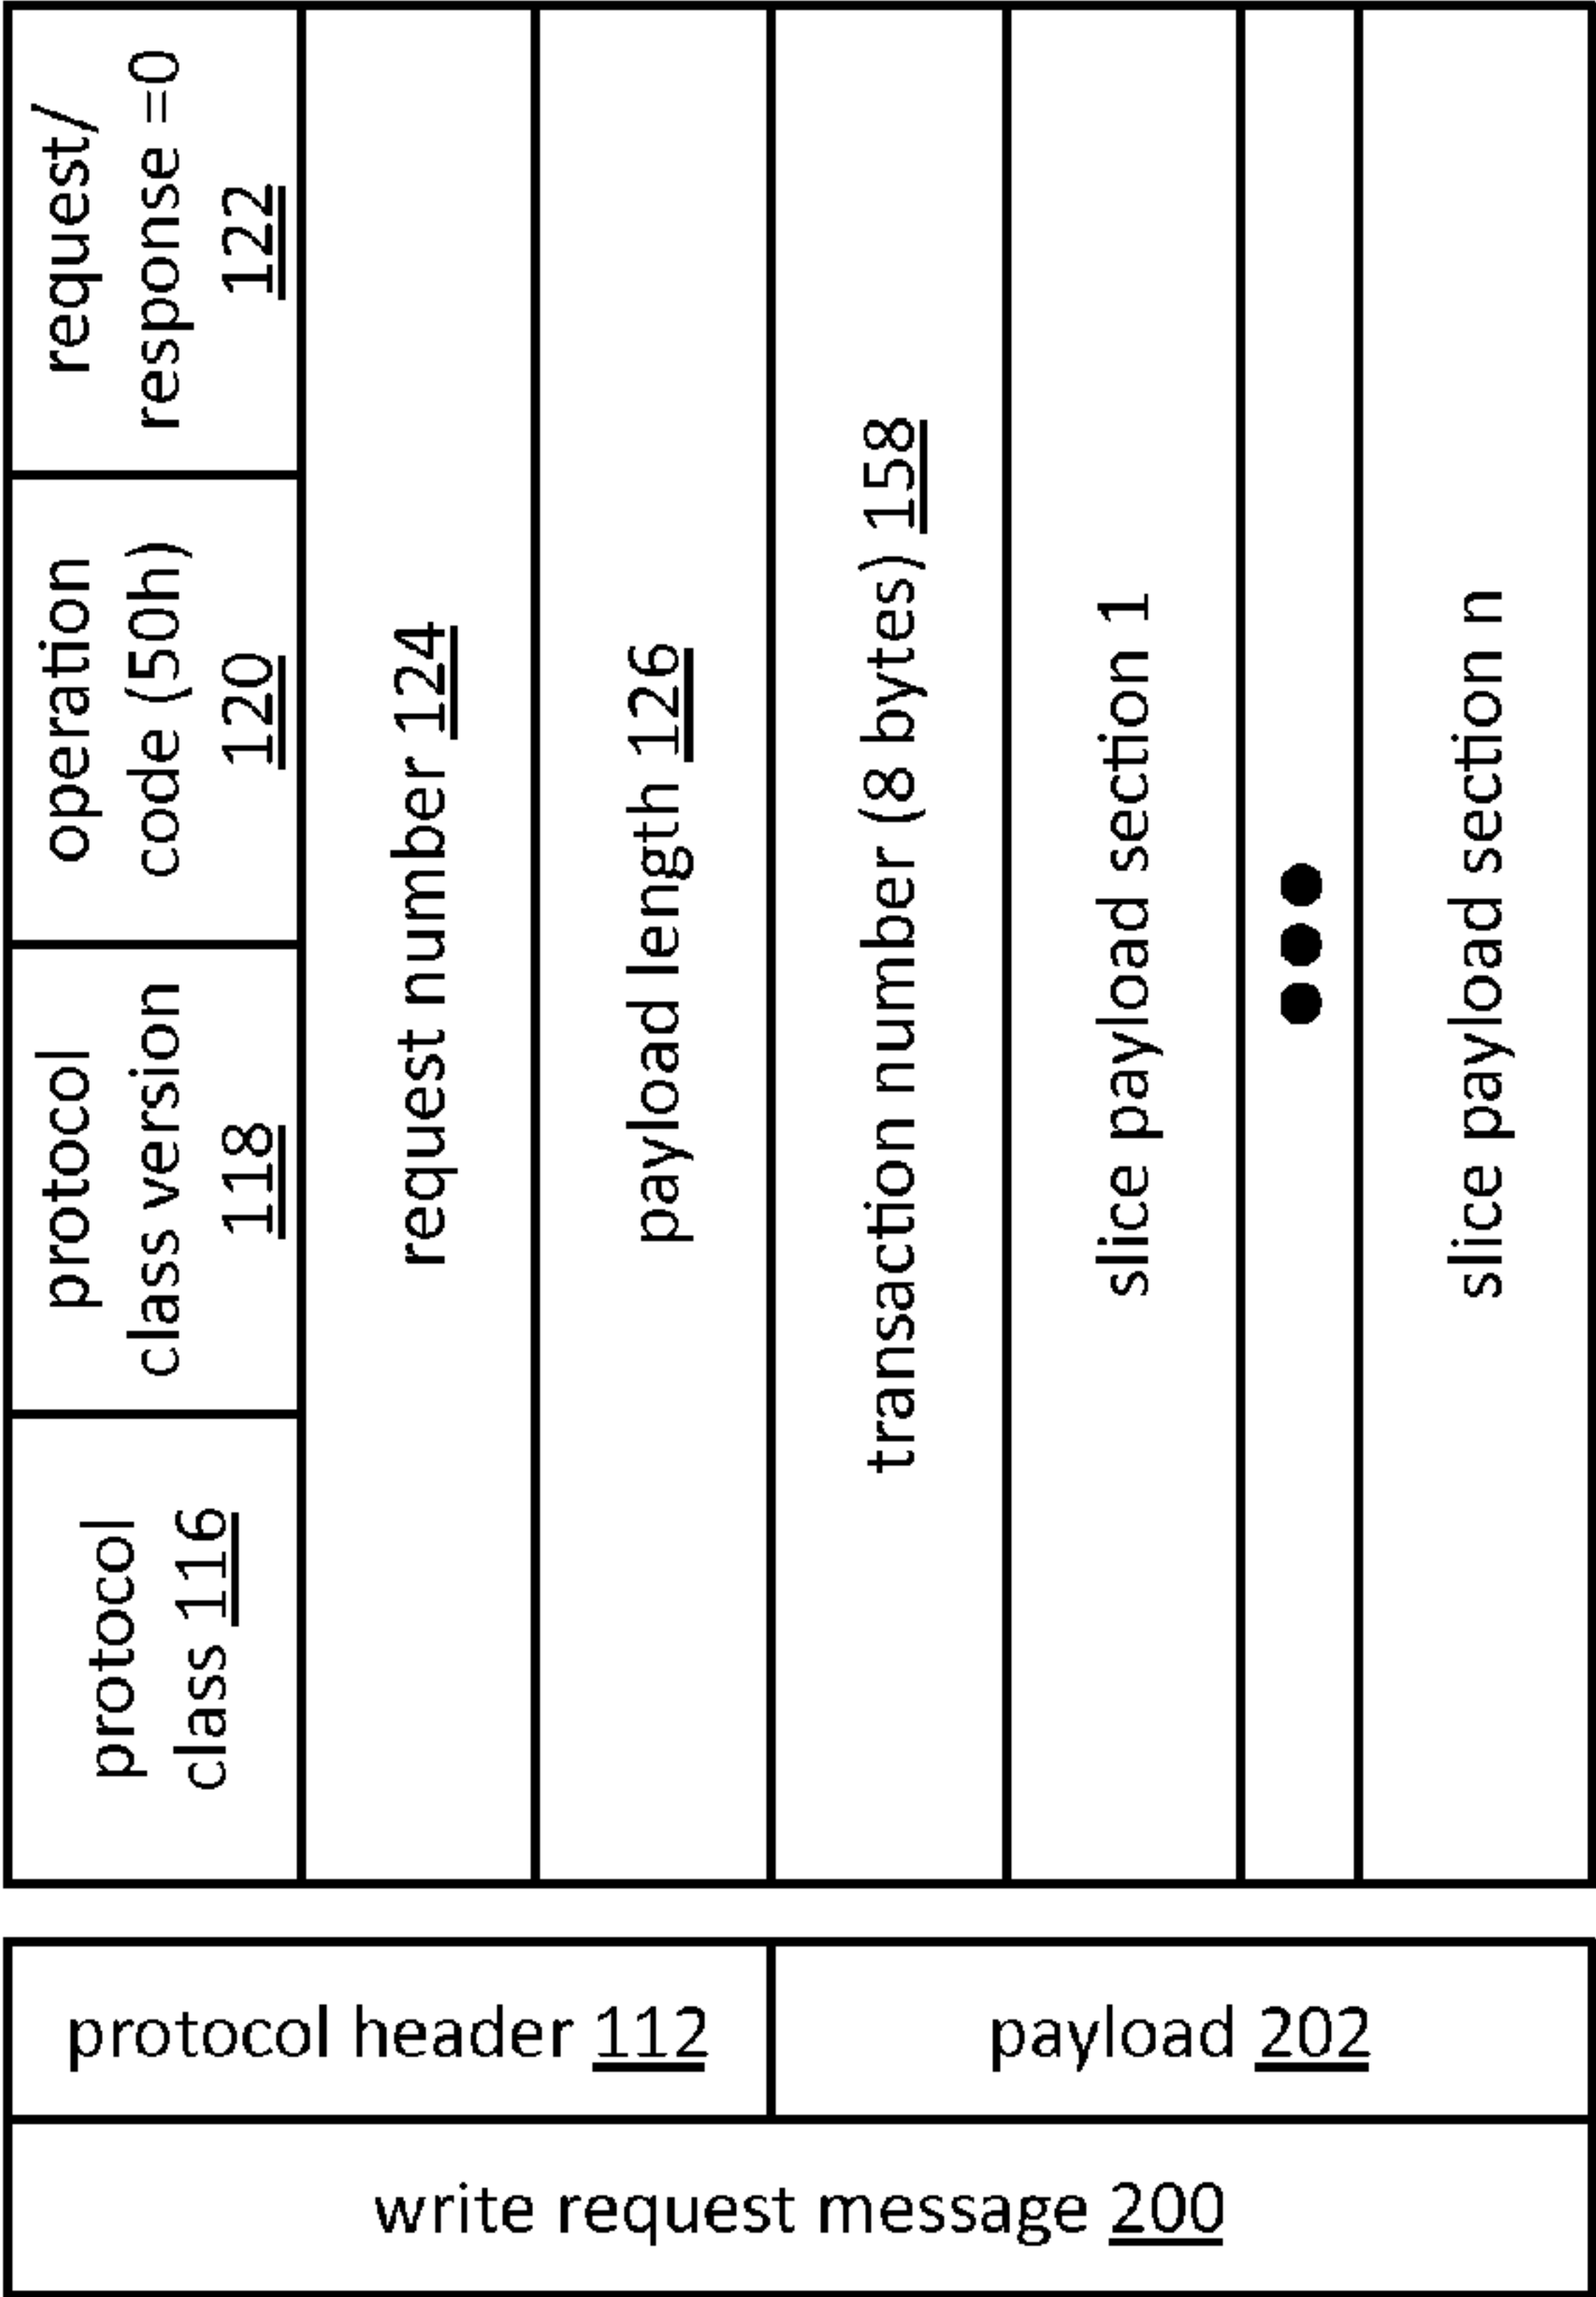 write request message 200
protocol header 112
payload 202
protocol
class 116
protocol
class version
118
operation
code (50h)
120
request/
response =0
122
request number 124
payload length 126
transaction number (8 bytes) 158
slice payload section 1
slice payload section n